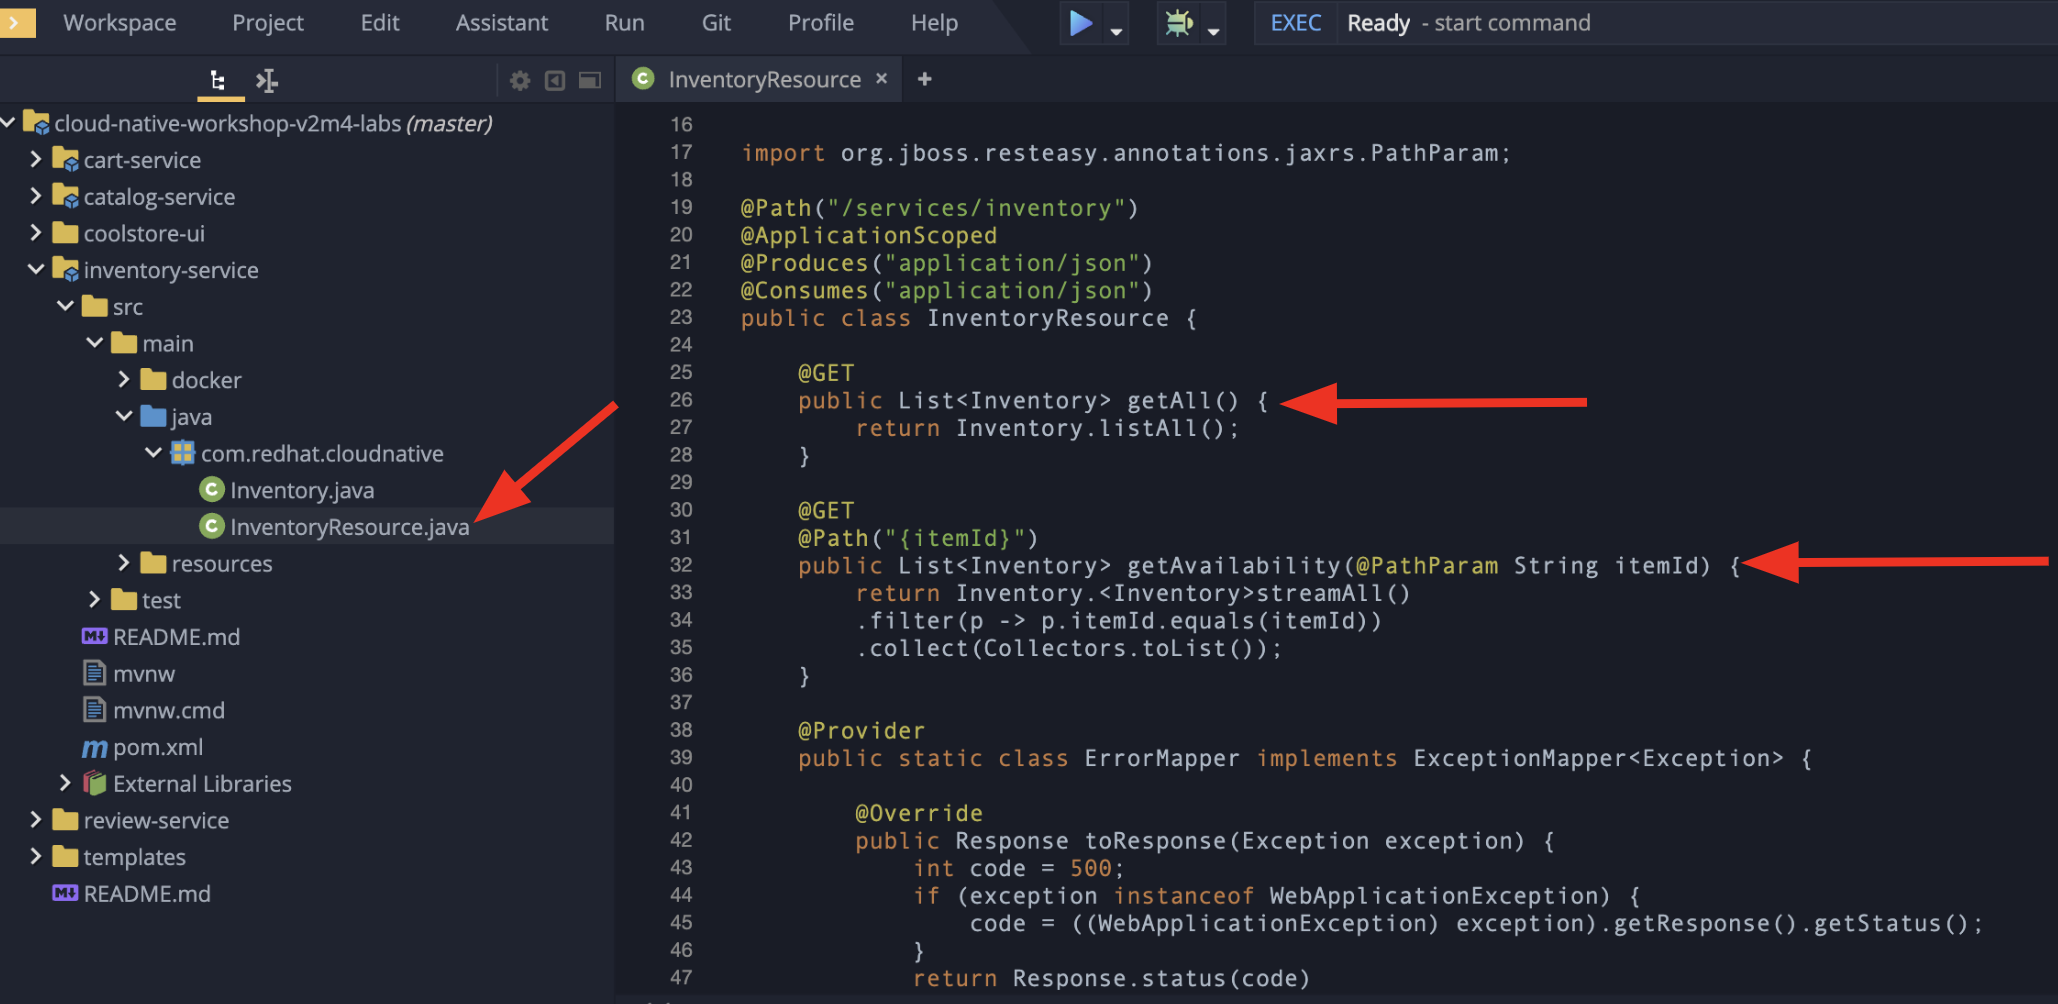 Workspace Project Edit Assistant Run Git Profile Help EXEC Ready - start command
InventoryResource × +
cloud-native-workshop-v2m4-labs (master)
cart-service
catalog-service
coolstore-ui
inventory-service
src
main
docker
java
com.redhat.cloudnative
C Inventory.java
C InventoryResource.java
resources
test
M↓ README.md
mvnw
mvnw.cmd
m pom.xml
External Libraries
review-service
templates
M↓ README.md
16
17 import org.jboss.resteasy.annotations.jaxrs.PathParam;
18
19 @Path("/services/inventory")
20 @ApplicationScoped
21 @Produces("application/json")
22 @Consumes("application/json")
23 public class InventoryResource {
24
25 @GET
26 public List<Inventory> getAll() {
27 return Inventory.listAll();
28 }
29
30 @GET
31 @Path("{itemId}")
32 public List<Inventory> getAvailability(@PathParam String itemId) {
33 return Inventory.<Inventory>streamAll()
34 .filter(p -> p.itemId.equals(itemId))
35 .collect(Collectors.toList());
36 }
37
38 @Provider
39 public static class ErrorMapper implements ExceptionMapper<Exception> {
40
41 @Override
42 public Response toResponse(Exception exception) {
43 int code = 500;
44 if (exception instanceof WebApplicationException) {
45 code = ((WebApplicationException) exception).getResponse().getStatus();
46 }
47 return Response.status(code)